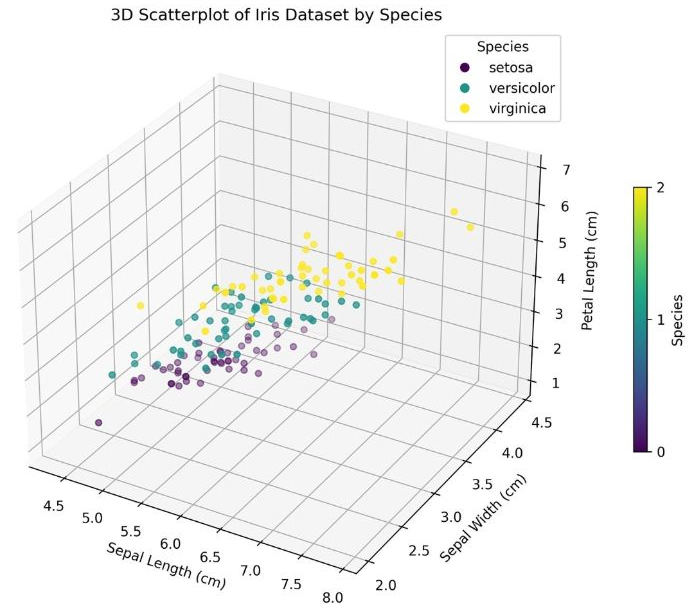 3D Scatterplot of Iris Dataset by Species
Species
setosa
versicolor
virginica
7
6
5
4
3
2
1
Petal Length (cm)
4.5
4.0
3.5
3.0
2.5
2.0
Sepal Width (cm)
4.5
5.0
5.5
6.0
6.5
7.0
7.5
8.0
Sepal Length (cm)
2
1
0
Species